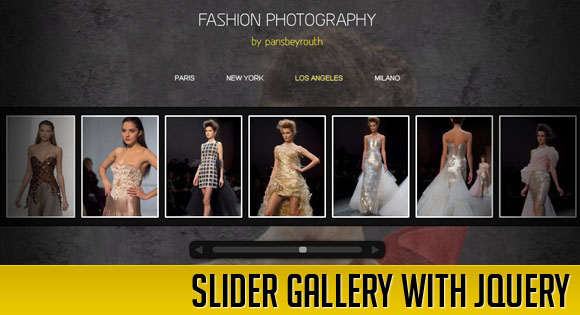 FASHION PHOTOGRAPHY
by parisbeyrouth
PARIS NEW YORK LOS ANGELES MILANO
SLIDER GALLERY WITH JQUERY